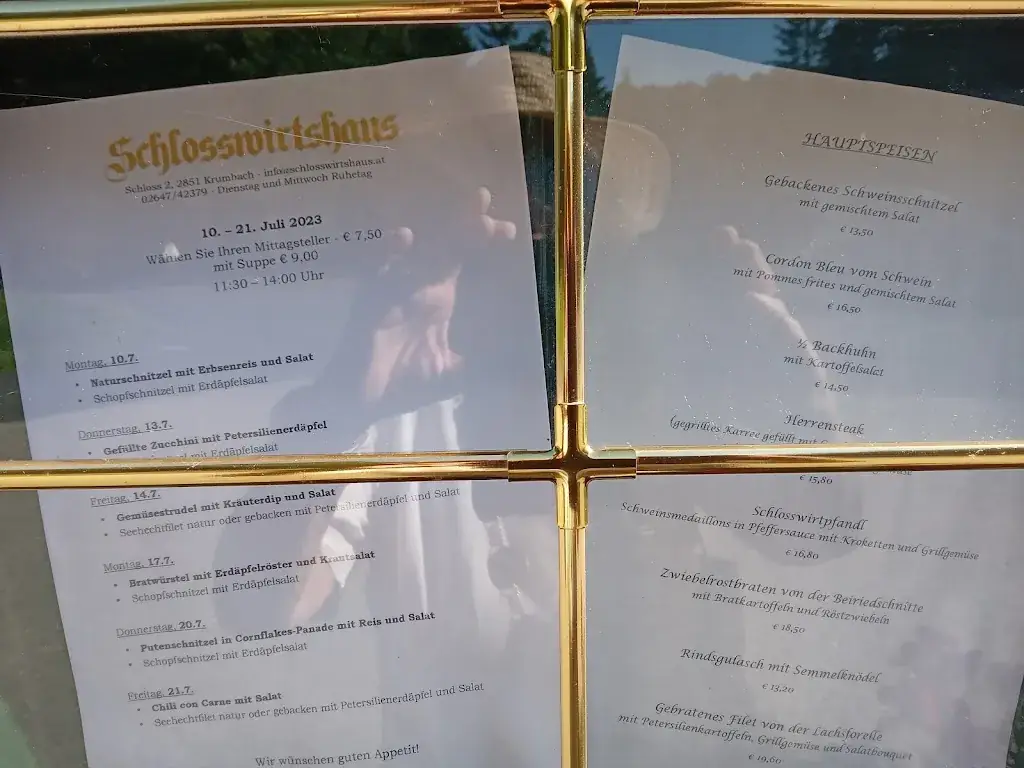 Schlosswirtshaus
Schloss 2, 2851 Krumbach · info@schlosswirtshaus.at
02647/42379 · Dienstag und Mittwoch Ruhetag
10. – 21. Juli 2023
Wählen Sie Ihren Mittagsteller · € 7,50
mit Suppe € 9,00
11:30 – 14:00 Uhr
Montag, 10.7.
• Naturschnitzel mit Erbsenreis und Salat
• Schopfschnitzel mit Erdäpfelsalat
Donnerstag, 13.7.
• Gefüllte Zucchini mit Petersilienerdäpfel
mit Erdäpfelsalat
Freitag, 14.7.
• Gemüsestrudel mit Kräuterdip und Salat
• Seehechtfilet natur oder gebacken mit Petersilienerdäpfel und Salat
Montag, 17.7.
• Bratwürstel mit Erdäpfelröster und Krautsalat
• Schopfschnitzel mit Erdäpfelsalat
Donnerstag, 20.7.
• Putenschnitzel in Cornflakes-Panade mit Reis und Salat
• Schopfschnitzel mit Erdäpfelsalat
Freitag, 21.7.
• Chili con Carne mit Salat
• Seehechtfilet natur oder gebacken mit Petersilienerdäpfel und Salat
Wir wünschen guten Appetit!
HAUPTSPEISEN
Gebackenes Schweinsschnitzel
mit gemischtem Salat
€ 13,50
Cordon Bleu vom Schwein
mit Pommes frites und gemischtem Salat
€ 16,50
½ Backhuhn
mit Kartoffelsalat
€ 14,50
Herrensteak
(gegrilltes Karree gefüllt mit
€ 15,80
Schlosswirtpfandl
Schweinsmedaillons in Pfeffersauce mit Kroketten und Grillgemüse
€ 16,80
Zwiebelrostbraten von der Beiriedschnitte
mit Bratkartoffeln und Röstzwiebeln
€ 18,50
Rindsgulasch mit Semmelknödel
€ 13,20
Gebratenes Filet von der Lachsforelle
mit Petersilienkartoffeln, Grillgemüse und Salatbouquet
€ 19,60